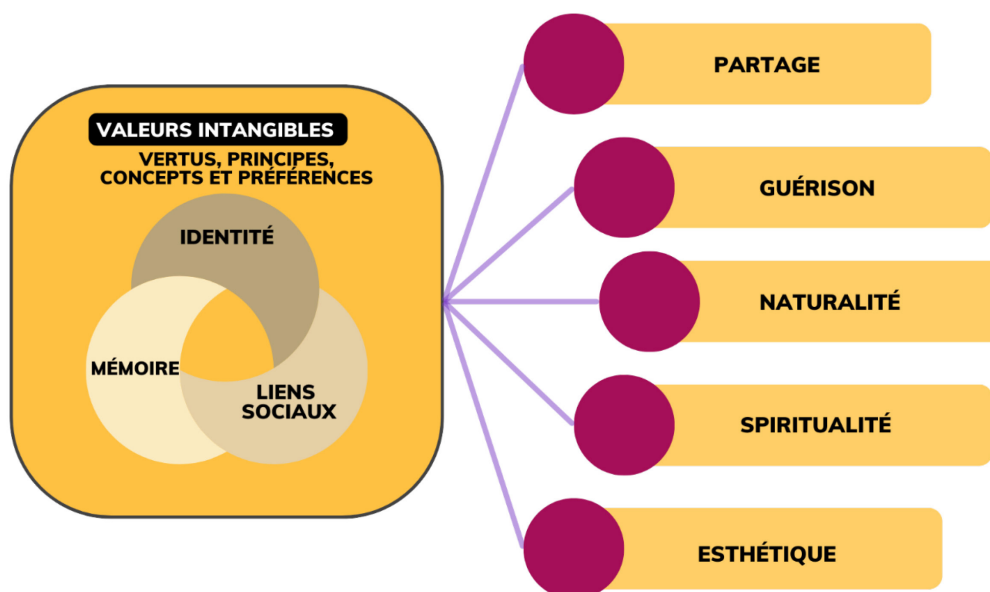 VALEURS INTANGIBLES
VERTUS, PRINCIPES,
CONCEPTS ET PRÉFÉRENCES
IDENTITÉ
MÉMOIRE
LIENS
SOCIAUX
PARTAGE
GUÉRISON
NATURALITÉ
SPIRITUALITÉ
ESTHÉTIQUE